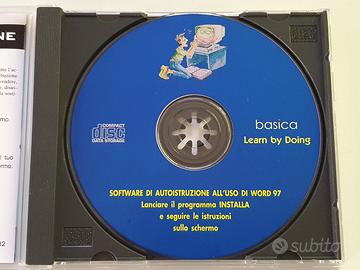 NE
basica
Learn by Doing
COMPACT
disc
DATA STORAGE
SOFTWARE DI AUTOISTRUZIONE ALL'USO DI WORD 97
Lanciare il programma INSTALLA
e seguire le istruzioni
sullo schermo
subito